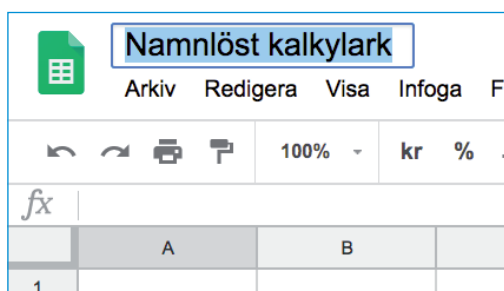 Namnlöst kalkylark
Arkiv Redigera Visa Infoga F
100% kr %
fx
A B
1